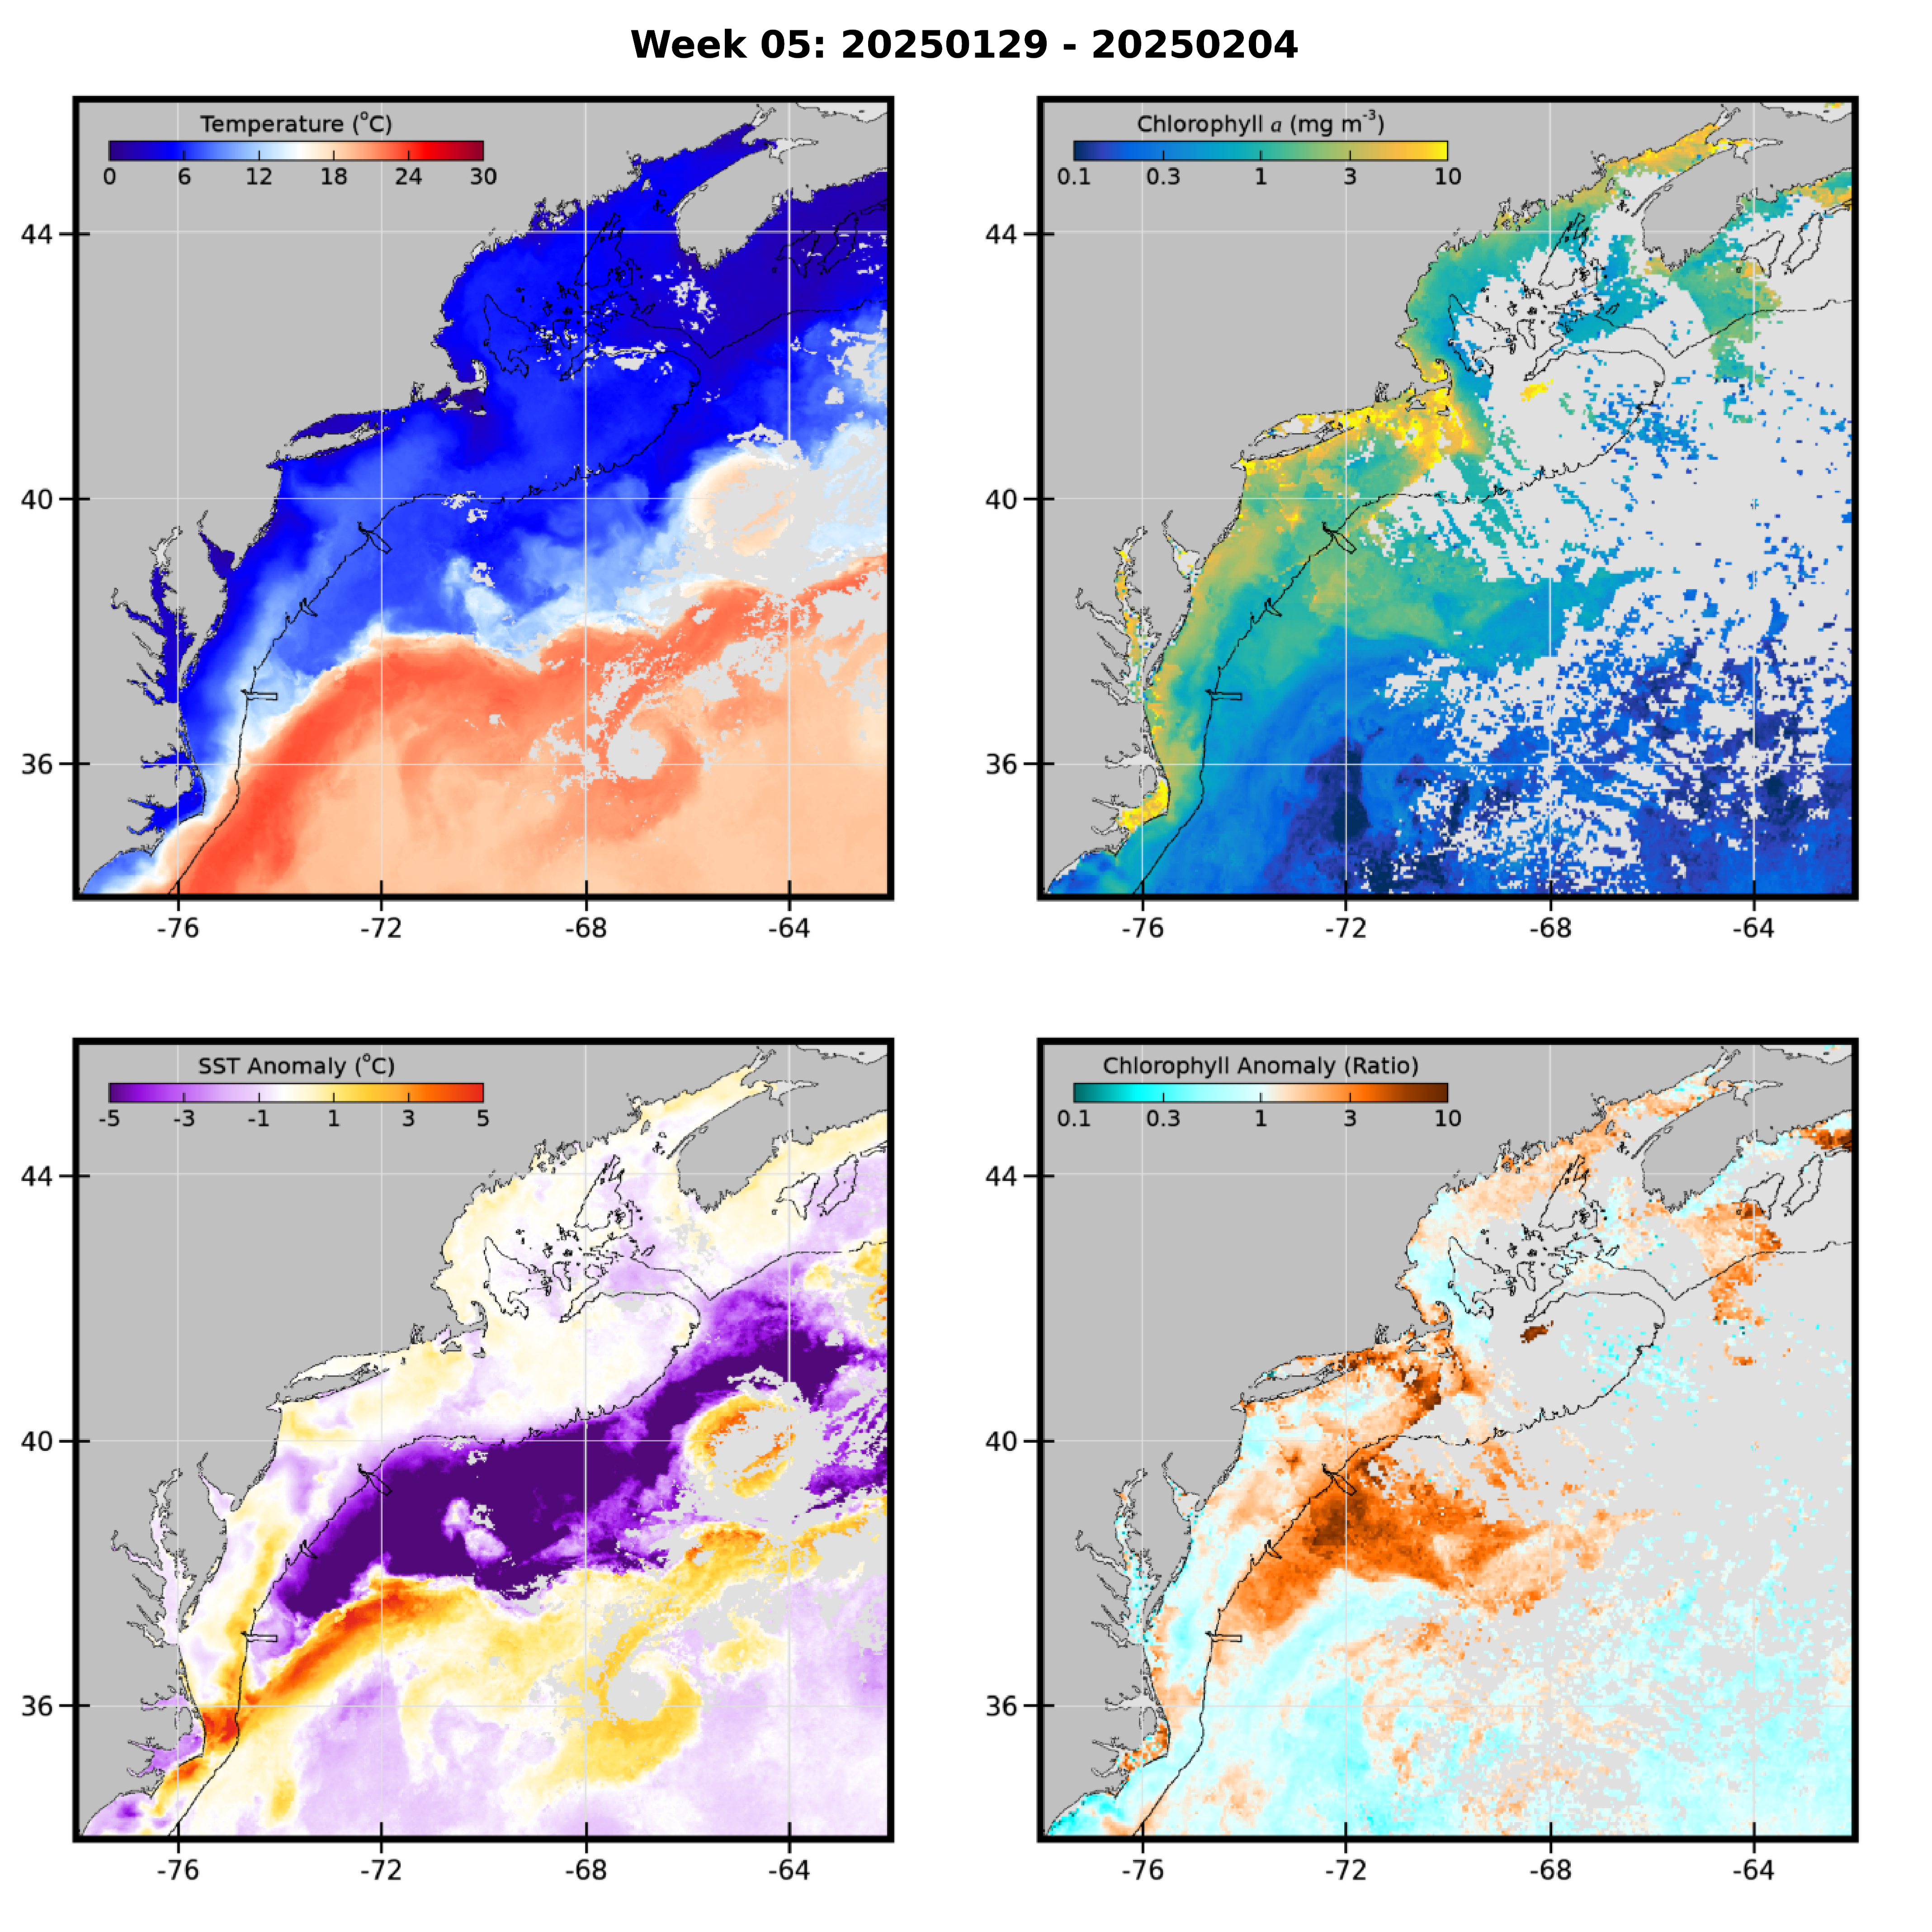 Week 05: 20250129 - 20250204
Temperature (°C)
0 6 12 18 24 30
44
40
36
-76 -72 -68 -64
Chlorophyll a (mg m-3)
0.1 0.3 1 3 10
44
40
36
-76 -72 -68 -64
SST Anomaly (°C)
-5 -3 -1 1 3 5
44
40
36
-76 -72 -68 -64
Chlorophyll Anomaly (Ratio)
0.1 0.3 1 3 10
44
40
36
-76 -72 -68 -64